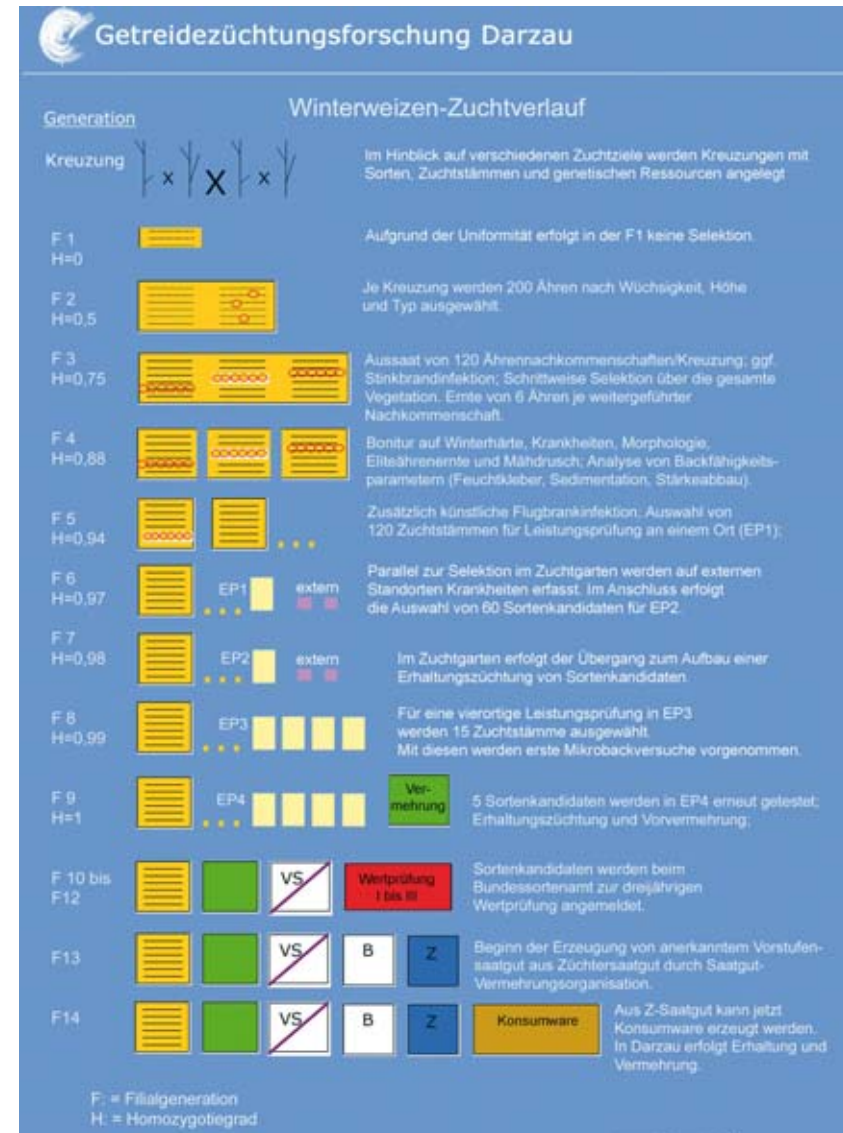 Getreidezüchtungsforschung Darzau
Winterweizen-Zuchtverlauf
Generation
Kreuzung
x X x
Im Hinblick auf verschiedenen Zuchtziele werden Kreuzungen mit
Sorten, Zuchtstämmen und genetischen Ressourcen angelegt
F 1
H=0
Aufgrund der Uniformität erfolgt in der F1 keine Selektion.
F 2
H=0,5
Je Kreuzung werden 200 Ähren nach Wüchsigkeit, Höhe
und Typ ausgewählt.
F 3
H=0,75
Aussaat von 120 Ährennachkommenschaften/Kreuzung; ggf.
Stinkbrandinfektion; Schrittweise Selektion über die gesamte
Vegetation. Ernte von 6 Ähren je weitergeführter
Nachkommenschaft.
F 4
H=0,88
Bonitur auf Winterhärte, Krankheiten, Morphologie,
Eliteährenernte und Mähdrusch; Analyse von Backfähigkeits-
parametern (Feuchtkleber, Sedimentation, Stärkeabbau).
F 5
H=0,94
Zusätzlich künstliche Flugbrankinfektion. Auswahl von
120 Zuchtstämmen für Leistungsprüfung an einem Ort (EP1);
F 6
H=0,97
EP1
extern
Parallel zur Selektion im Zuchtgarten werden auf externen
Standorten Krankheiten erfasst. Im Anschluss erfolgt
die Auswahl von 60 Sortenkandidaten für EP2.
F 7
H=0,98
EP2
extern
Im Zuchtgarten erfolgt der Übergang zum Aufbau einer
Erhaltungszüchtung von Sortenkandidaten.
F 8
H=0,99
EP3
Für eine vierortige Leistungsprüfung in EP3
werden 15 Zuchtstämme ausgewählt.
Mit diesen werden erste Mikrobackversuche vorgenommen.
F 9
H=1
EP4
Ver-
mehrung
5 Sortenkandidaten werden in EP4 erneut getestet;
Erhaltungszüchtung und Vorvermehrung;
F 10 bis
F12
VS
Wertprüfung
I bis III
Sortenkandidaten werden beim
Bundessortenamt zur dreijährigen
Wertprüfung angemeldet.
F13
VS
B
Z
Beginn der Erzeugung von anerkanntem Vorstufen-
saatgut aus Züchtersaatgut durch Saatgut-
Vermehrungsorganisation.
F14
VS
B
Z
Konsumware
Aus Z-Saatgut kann jetzt
Konsumware erzeugt werden.
In Darzau erfolgt Erhaltung und
Vermehrung.
F: = Filialgeneration
H: = Homozygotiegrad